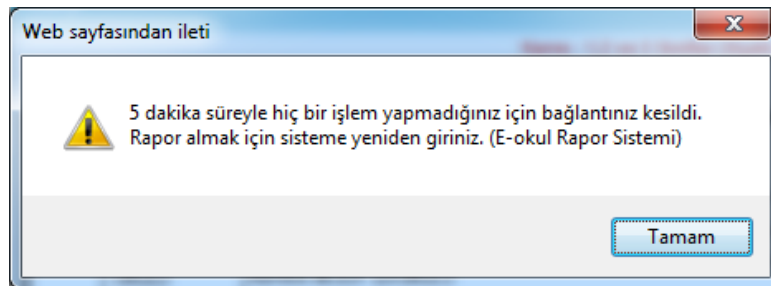 Web sayfasından ileti
5 dakika süreyle hiç bir işlem yapmadığınız için bağlantınız kesildi.
Rapor almak için sisteme yeniden giriniz. (E-okul Rapor Sistemi)
Tamam